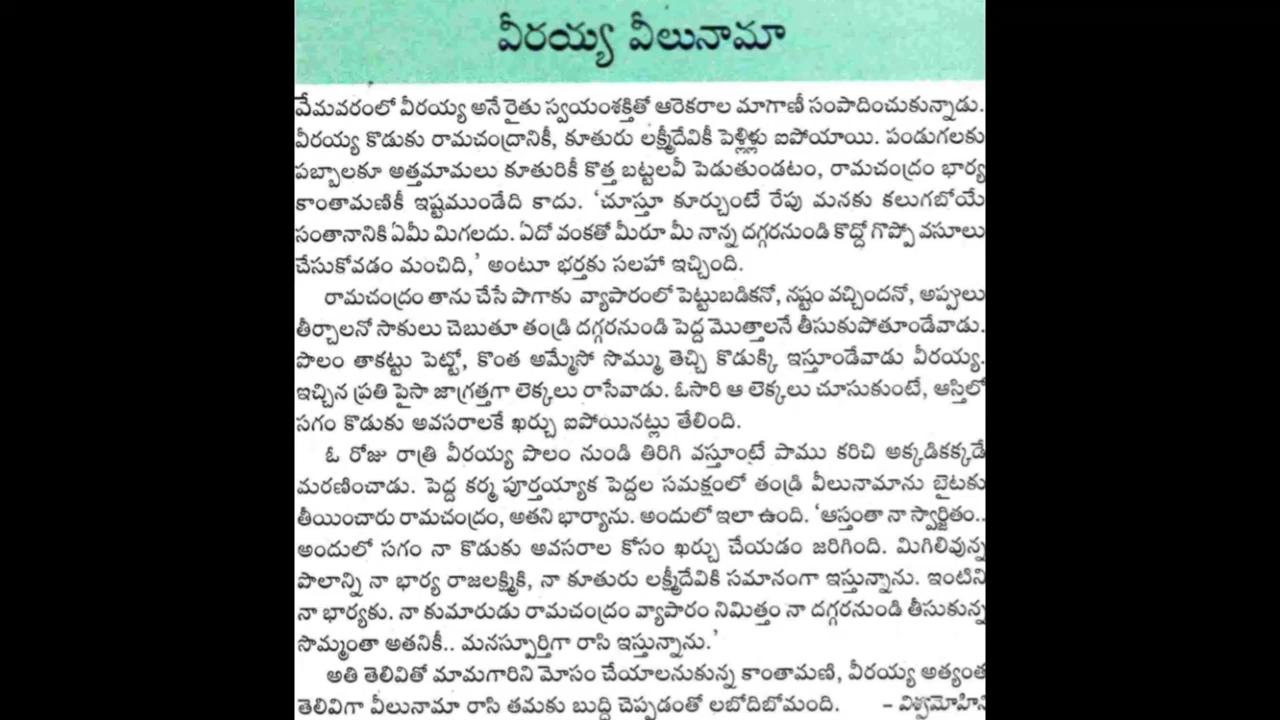 వీరయ్య వీలునామా
వేమవరంలో వీరయ్య అనే రైతు స్వయంశక్తితో ఆరెకరాల మాగాణీ సంపాదించుకున్నాడు.
వీరయ్య కొడుకు రామచంద్రానికీ, కూతురు లక్ష్మీదేవికీ పెళ్లిళ్లు ఐపోయాయి. పండుగలకు
పబ్బాలకూ అత్తమామలు కూతురికీ కొత్త బట్టలవీ పెడుతుండటం, రామచంద్రం భార్య
కాంతామణికీ ఇష్టముండేది కాదు. ‘చూస్తూ కూర్చుంటే రేపు మనకు కలుగబోయే
సంతానానికి ఏమీ మిగలదు. ఏదో వంకతో మీరూ మీ నాన్న దగ్గరనుండి కొద్దో గొప్పో వసూలు
చేసుకోవడం మంచిది,’ అంటూ భర్తకు సలహా ఇచ్చింది.
రామచంద్రం తాను చేసే పొగాకు వ్యాపారంలో పెట్టుబడికనో, నష్టం వచ్చిందనో, అప్పులు
తీర్చాలనో సాకులు చెబుతూ తండ్రి దగ్గరనుండి పెద్ద మొత్తాలనే తీసుకుపోతూండేవాడు.
పొలం తాకట్టు పెట్టో, కొంత అమ్మేసో సొమ్ము తెచ్చి కొడుక్కి ఇస్తూండేవాడు వీరయ్య.
ఇచ్చిన ప్రతి పైసా జాగ్రత్తగా లెక్కలు రాసేవాడు. ఓసారి ఆ లెక్కలు చూసుకుంటే, ఆస్తిలో
సగం కొడుకు అవసరాలకే ఖర్చు ఐపోయినట్లు తేలింది.
ఓ రోజు రాత్రి వీరయ్య పొలం నుండి తిరిగి వస్తూంటే పాము కరిచి అక్కడికక్కడే
మరణించాడు. పెద్ద కర్మ పూర్తయ్యాక పెద్దల సమక్షంలో తండ్రి వీలునామాను బైటకు
తీయించారు రామచంద్రం, అతని భార్యాను. అందులో ఇలా ఉంది. ‘ఆస్తంతా నా స్వార్జితం..
అందులో సగం నా కొడుకు అవసరాల కోసం ఖర్చు చేయడం జరిగింది. మిగిలివున్న
పొలాన్ని నా భార్య రాజలక్ష్మికి, నా కూతురు లక్ష్మీదేవికి సమానంగా ఇస్తున్నాను. ఇంటిని
నా భార్యకు. నా కుమారుడు రామచంద్రం వ్యాపారం నిమిత్తం నా దగ్గరనుండి తీసుకున్న
సొమ్మంతా అతనికీ.. మనస్ఫూర్తిగా రాసి ఇస్తున్నాను.’
అతి తెలివితో మామగారిని మోసం చేయాలనుకున్న కాంతామణి, వీరయ్య అత్యంత
తెలివిగా వీలునామా రాసి తమకు బుద్ధి చెప్పడంతో లబోదిబోమంది. – విశ్వమోహిని